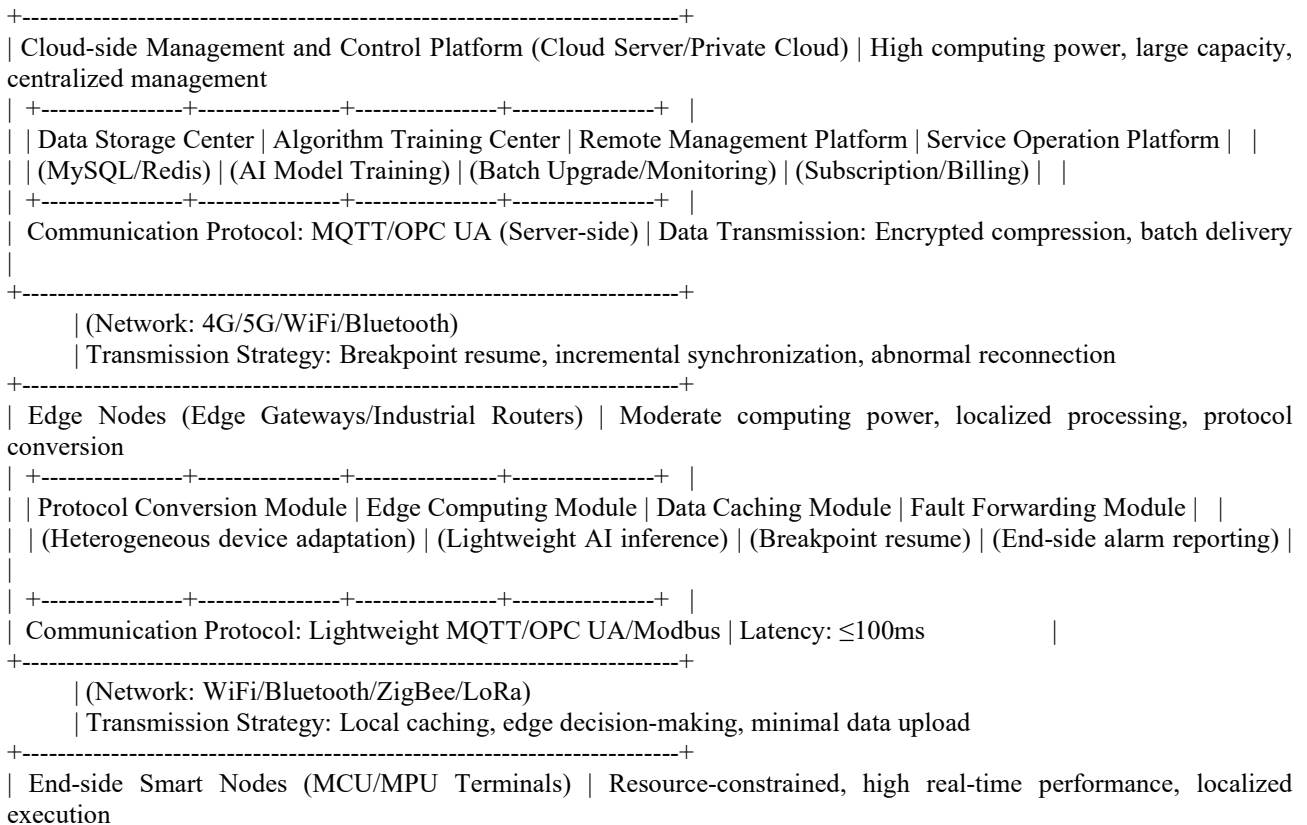 +---------------------------------------------------------------------------+
| Cloud-side Management and Control Platform (Cloud Server/Private Cloud) | High computing power, large capacity,
centralized management
| +----------------+----------------+----------------+----------------+ |
| | Data Storage Center | Algorithm Training Center | Remote Management Platform | Service Operation Platform | |
| | (MySQL/Redis) | (AI Model Training) | (Batch Upgrade/Monitoring) | (Subscription/Billing) | |
| +----------------+----------------+----------------+----------------+ |
| Communication Protocol: MQTT/OPC UA (Server-side) | Data Transmission: Encrypted compression, batch delivery
|
+---------------------------------------------------------------------------+
| (Network: 4G/5G/WiFi/Bluetooth)
| Transmission Strategy: Breakpoint resume, incremental synchronization, abnormal reconnection
+---------------------------------------------------------------------------+
| Edge Nodes (Edge Gateways/Industrial Routers) | Moderate computing power, localized processing, protocol
conversion
| +----------------+----------------+----------------+----------------+ |
| | Protocol Conversion Module | Edge Computing Module | Data Caching Module | Fault Forwarding Module | |
| | (Heterogeneous device adaptation) | (Lightweight AI inference) | (Breakpoint resume) | (End-side alarm reporting) |
|
| +----------------+----------------+----------------+----------------+ |
| Communication Protocol: Lightweight MQTT/OPC UA/Modbus | Latency: ≤100ms |
+---------------------------------------------------------------------------+
| (Network: WiFi/Bluetooth/ZigBee/LoRa)
| Transmission Strategy: Local caching, edge decision-making, minimal data upload
+---------------------------------------------------------------------------+
| End-side Smart Nodes (MCU/MPU Terminals) | Resource-constrained, high real-time performance, localized
execution